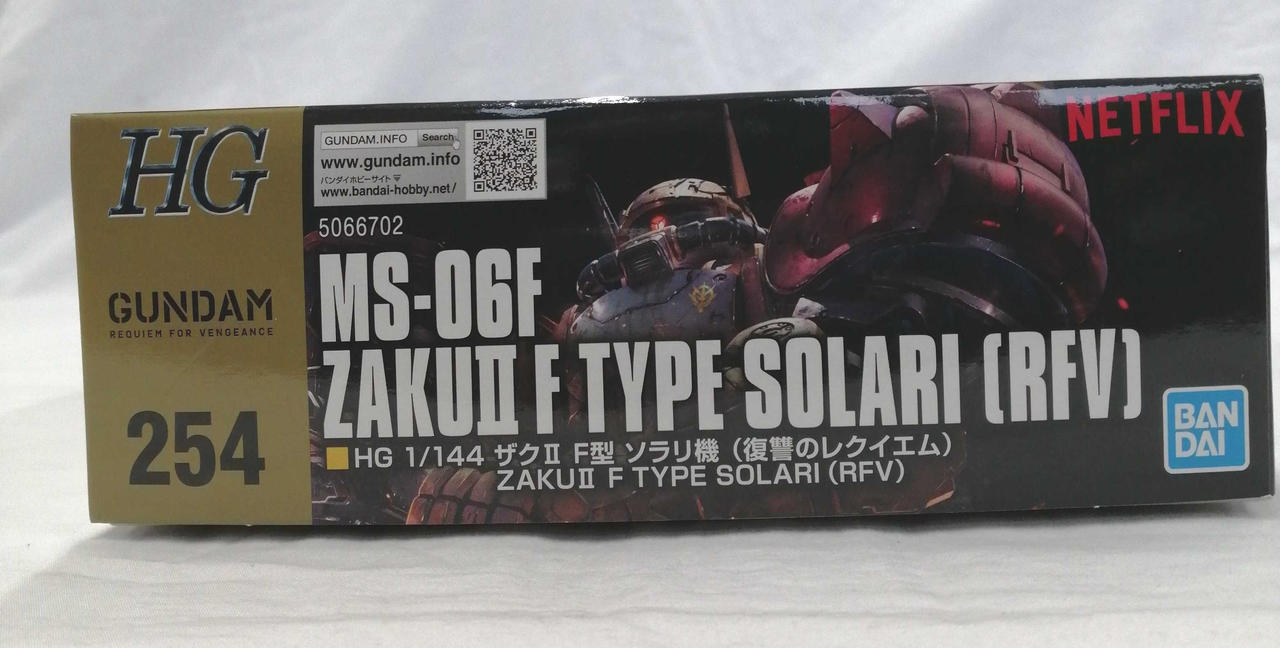 HG
GUNDAM
REQUIEM FOR VENGEANCE
254
GUNDAM.INFO Search
www.gundam.info
バンダイホビーサイト
www.bandai-hobby.net/
5066702
MS-06F
ZAKUⅡ F TYPE SOLARI (RFV)
HG 1/144 ザクⅡ F型 ソラリ機（復讐のレクイエム）
ZAKUⅡ F TYPE SOLARI (RFV)
NETFLIX
BAN
DAI